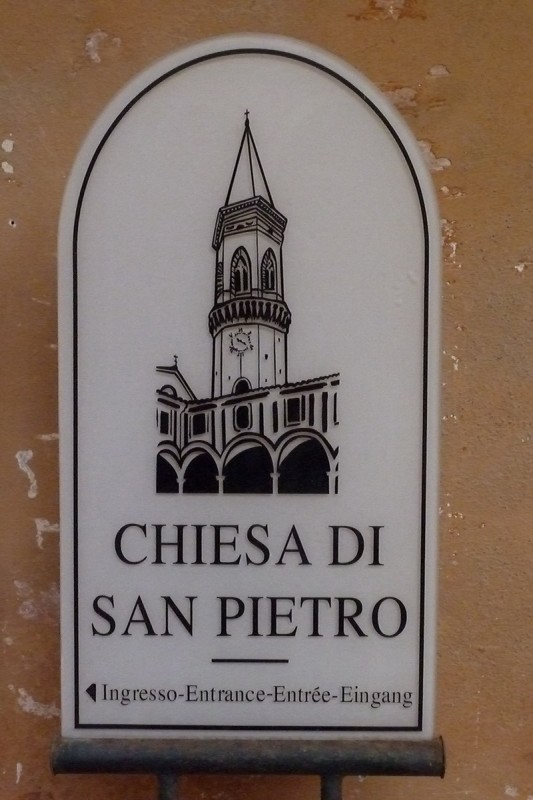 CHIESA DI
SAN PIETRO
Ingresso-Entrance-Entrée-Eingang